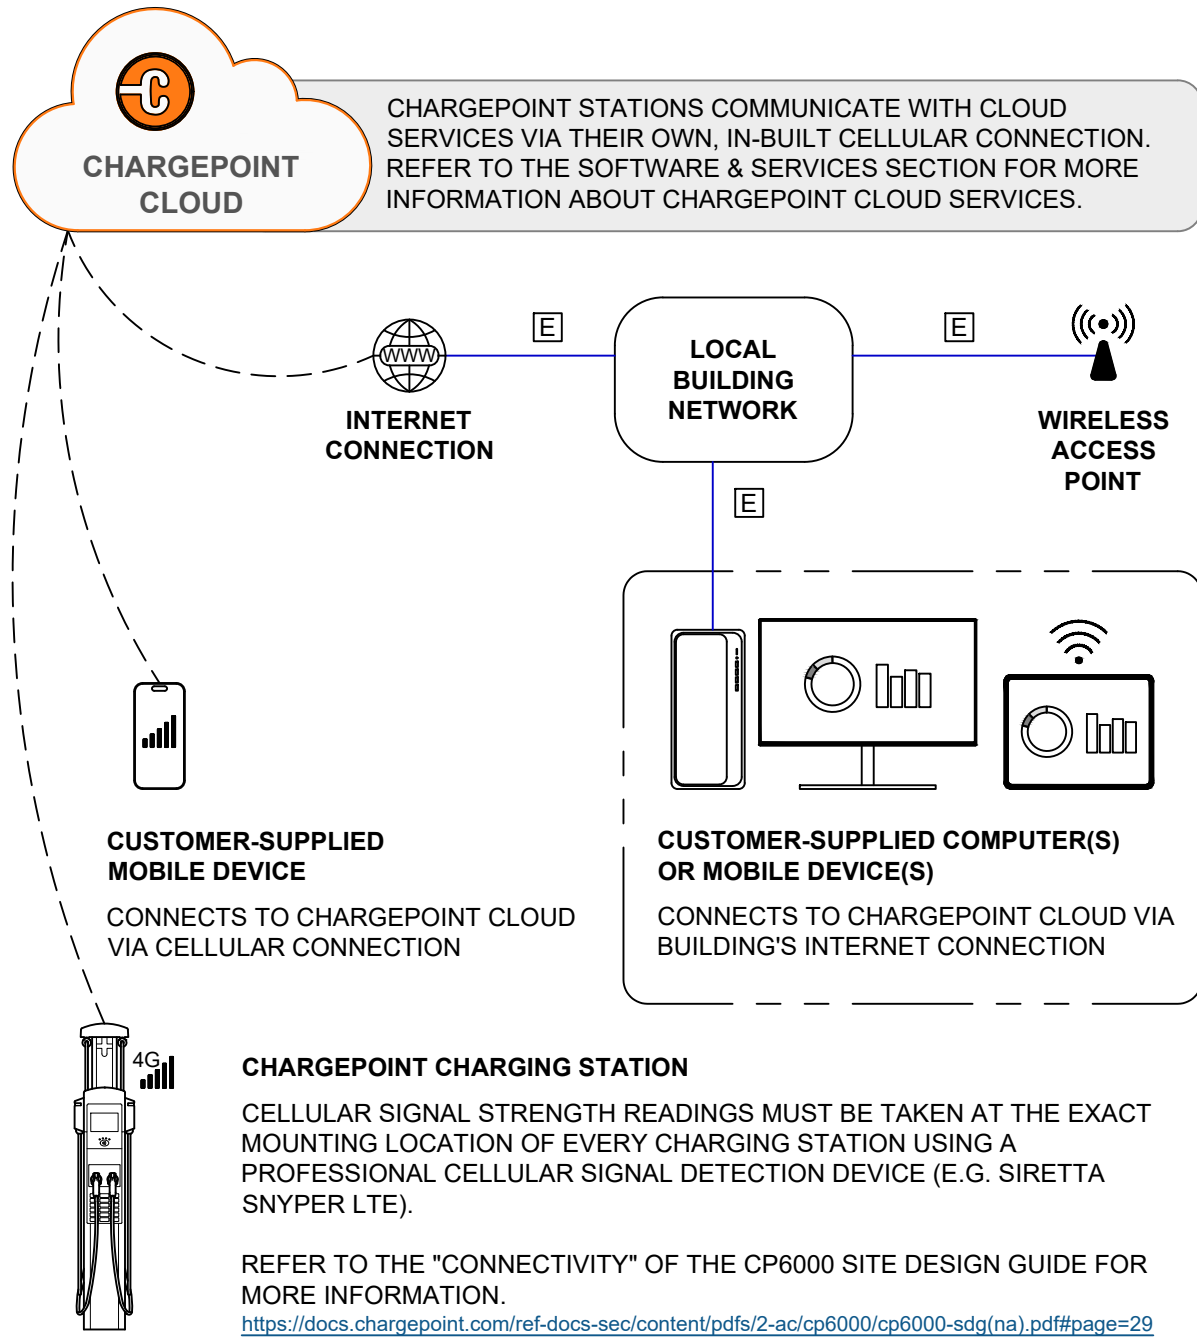 CHARGEPOINT
CLOUD
CHARGEPOINT STATIONS COMMUNICATE WITH CLOUD
SERVICES VIA THEIR OWN, IN-BUILT CELLULAR CONNECTION.
REFER TO THE SOFTWARE & SERVICES SECTION FOR MORE
INFORMATION ABOUT CHARGEPOINT CLOUD SERVICES.
WWW
INTERNET
CONNECTION
E
LOCAL
BUILDING
NETWORK
E
WIRELESS
ACCESS
POINT
E
CUSTOMER-SUPPLIED
MOBILE DEVICE
CONNECTS TO CHARGEPOINT CLOUD
VIA CELLULAR CONNECTION
CUSTOMER-SUPPLIED COMPUTER(S)
OR MOBILE DEVICE(S)
CONNECTS TO CHARGEPOINT CLOUD VIA
BUILDING'S INTERNET CONNECTION
4G
CHARGEPOINT CHARGING STATION
CELLULAR SIGNAL STRENGTH READINGS MUST BE TAKEN AT THE EXACT
MOUNTING LOCATION OF EVERY CHARGING STATION USING A
PROFESSIONAL CELLULAR SIGNAL DETECTION DEVICE (E.G. SIRETTA
SNYPER LTE).
REFER TO THE "CONNECTIVITY" OF THE CP6000 SITE DESIGN GUIDE FOR
MORE INFORMATION.
https://docs.chargepoint.com/ref-docs-sec/content/pdfs/2-ac/cp6000/cp6000-sdg(na).pdf#page=29